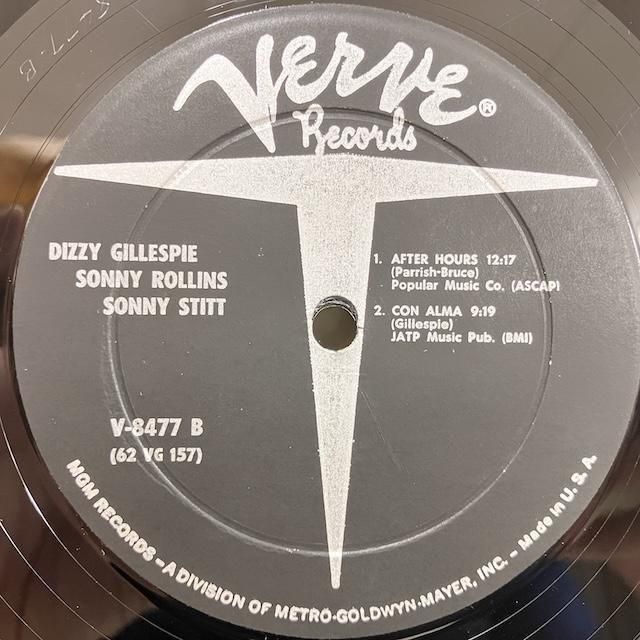 8477-B
Verve®
Records
DIZZY GILLESPIE
SONNY ROLLINS
SONNY STITT
1. AFTER HOURS 12:17
(Parrish-Bruce)
Popular Music Co. (ASCAP)
2. CON ALMA 9:19
(Gillespie)
JATP Music Pub. (BMI)
V-8477 B
(62 VG 157)
MGM RECORDS – A DIVISION OF METRO-GOLDWYN-MAYER, INC. – Made in U. S. A.